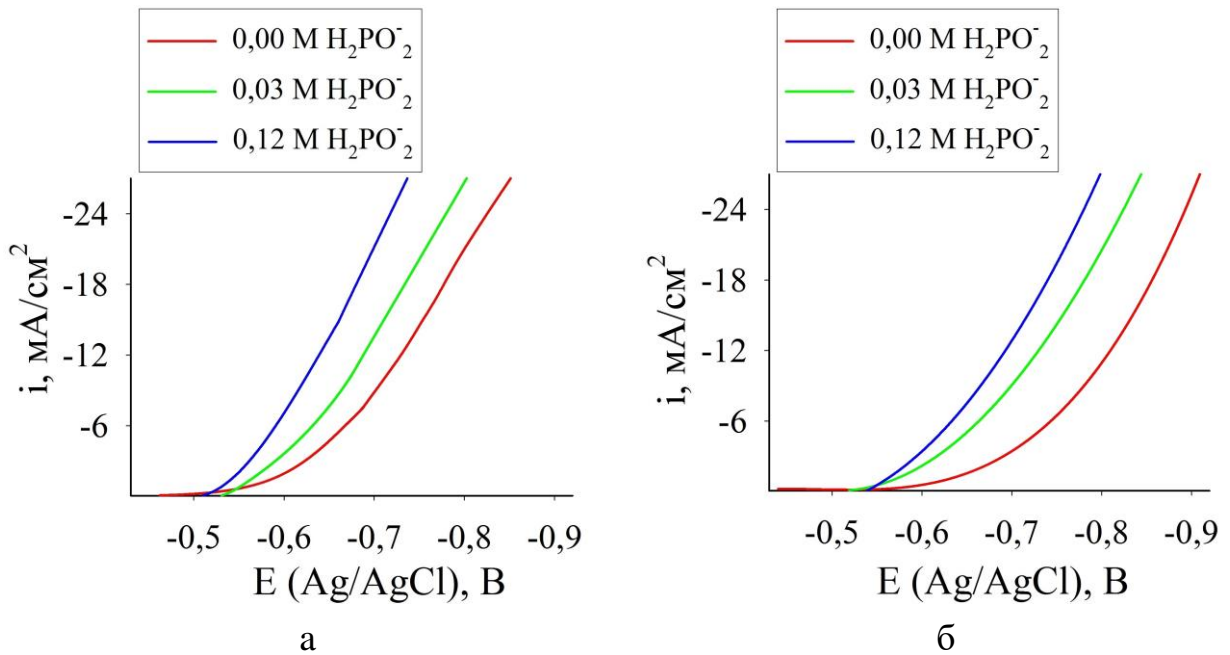 0,00 M H₂PO⁻₂
0,03 M H₂PO⁻₂
0,12 M H₂PO⁻₂
-24
-18
-12
-6
i, мА/см²
-0,5 -0,6 -0,7 -0,8 -0,9
E (Ag/AgCl), В
а
0,00 M H₂PO⁻₂
0,03 M H₂PO⁻₂
0,12 M H₂PO⁻₂
-24
-18
-12
-6
i, мА/см²
-0,5 -0,6 -0,7 -0,8 -0,9
E (Ag/AgCl), В
б